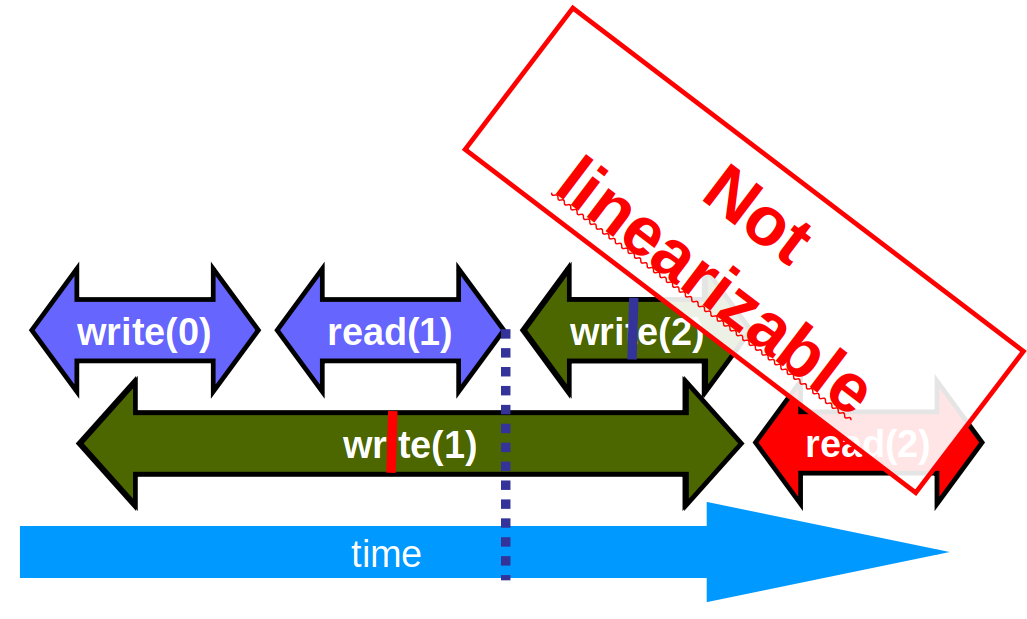 Not
linearizable
write(0)
read(1)
write(2)
write(1)
read(2)
time